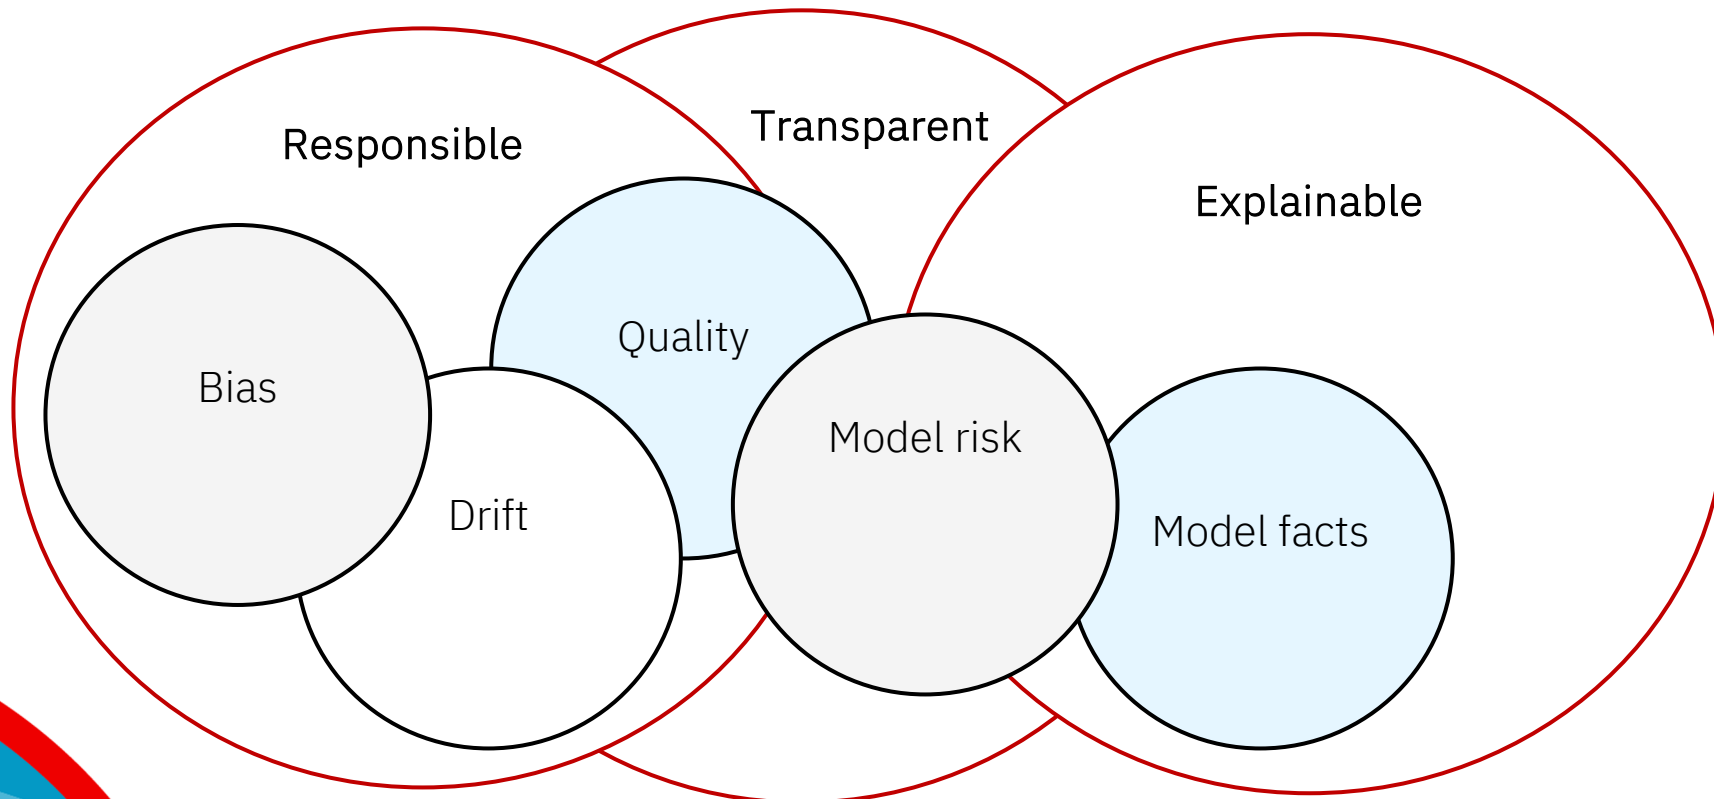 Transparent
Responsible
Explainable
Quality
Bias
Model risk
Drift
Model facts